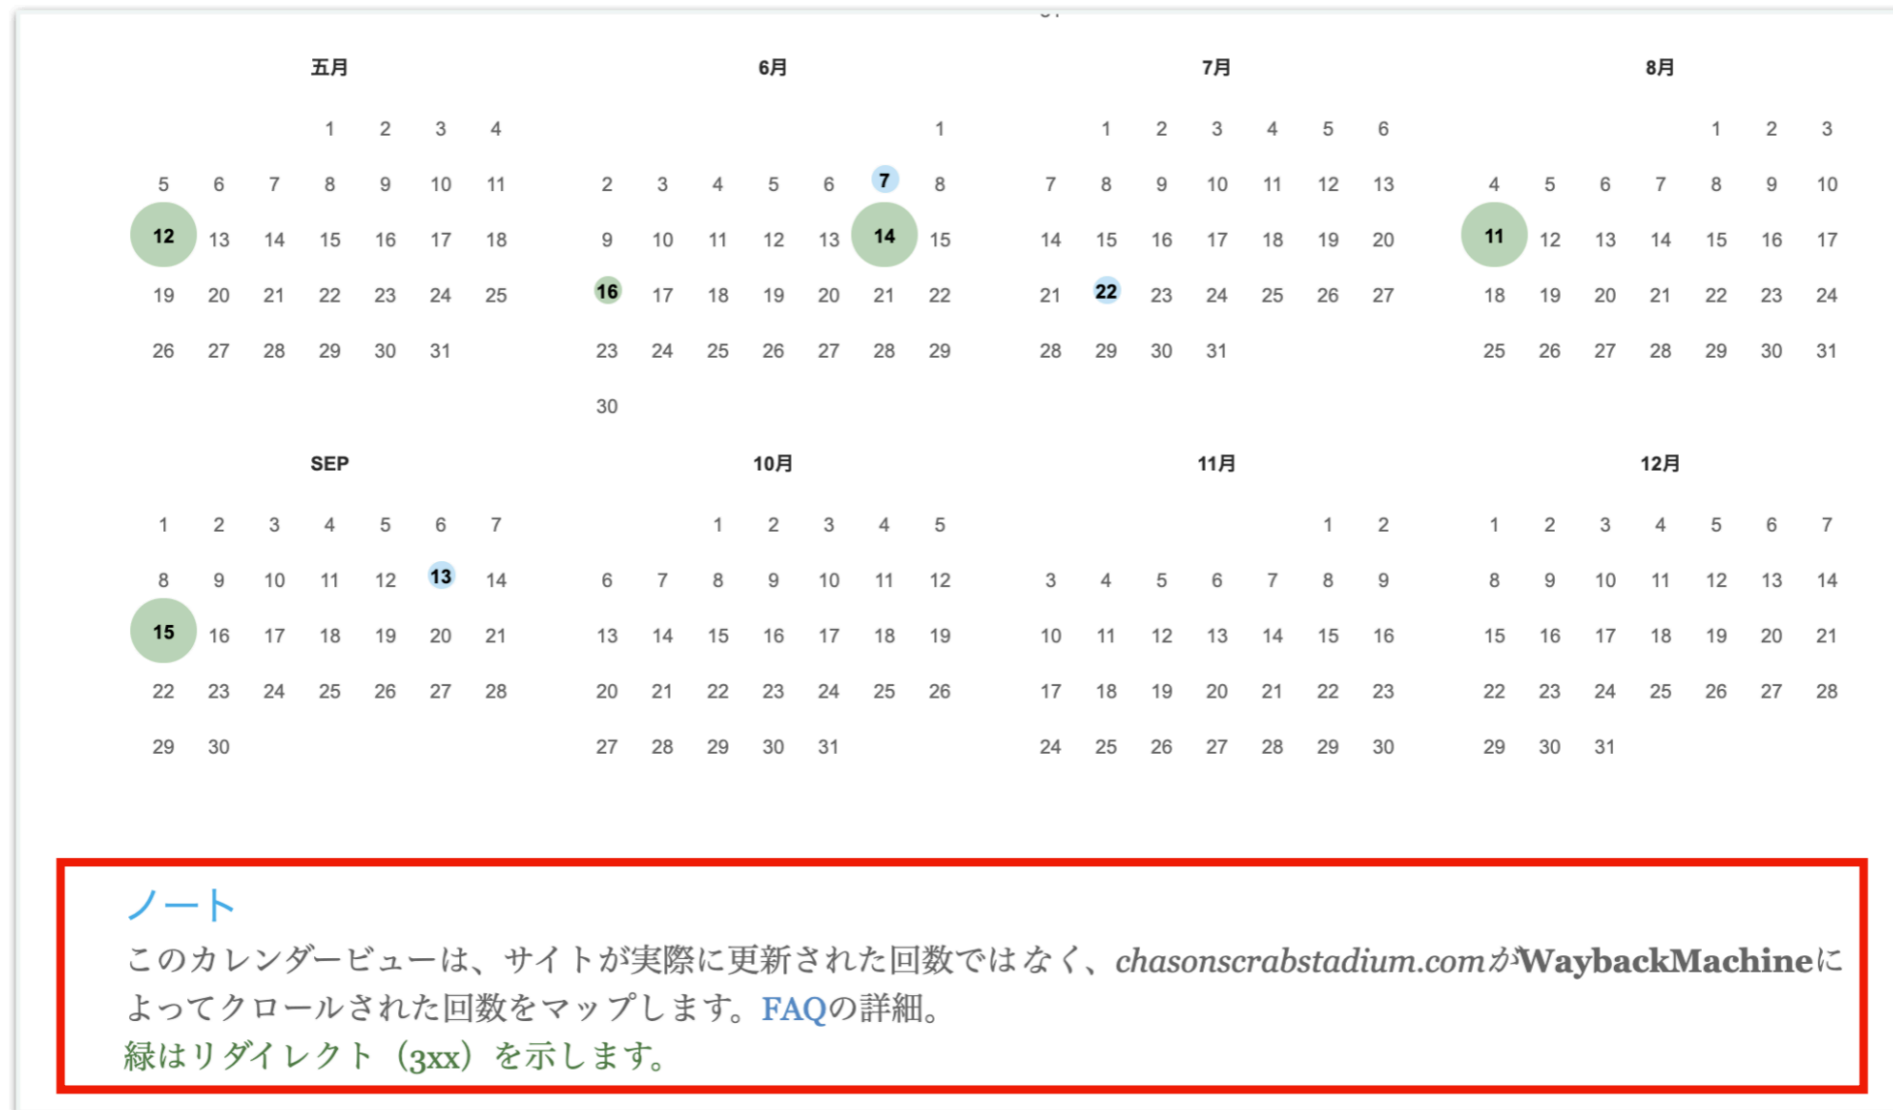 五月 6月 7月 8月
1 2 3 4 1 1 2 3 4 5 6 1 2 3
5 6 7 8 9 10 11 2 3 4 5 6 7 8 7 8 9 10 11 12 13 4 5 6 7 8 9 10
12 13 14 15 16 17 18 9 10 11 12 13 14 15 14 15 16 17 18 19 20 11 12 13 14 15 16 17
19 20 21 22 23 24 25 16 17 18 19 20 21 22 21 22 23 24 25 26 27 18 19 20 21 22 23 24
26 27 28 29 30 31 23 24 25 26 27 28 29 28 29 30 31 25 26 27 28 29 30 31
30
SEP 10月 11月 12月
1 2 3 4 5 6 7 1 2 3 4 5 1 2 1 2 3 4 5 6 7
8 9 10 11 12 13 14 6 7 8 9 10 11 12 3 4 5 6 7 8 9 8 9 10 11 12 13 14
15 16 17 18 19 20 21 13 14 15 16 17 18 19 10 11 12 13 14 15 16 15 16 17 18 19 20 21
22 23 24 25 26 27 28 20 21 22 23 24 25 26 17 18 19 20 21 22 23 22 23 24 25 26 27 28
29 30 27 28 29 30 31 24 25 26 27 28 29 30 29 30 31
ノート
このカレンダービューは、サイトが実際に更新された回数ではなく、chasonscrabstadium.comがWaybackMachineに
よってクロールされた回数をマップします。FAQの詳細。
緑はリダイレクト（3xx）を示します。